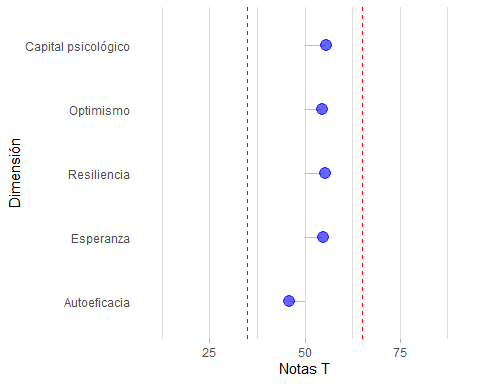 Capital psicológico
Optimismo
Resiliencia
Esperanza
Autoeficacia
Dimensión
25
50
75
Notas T